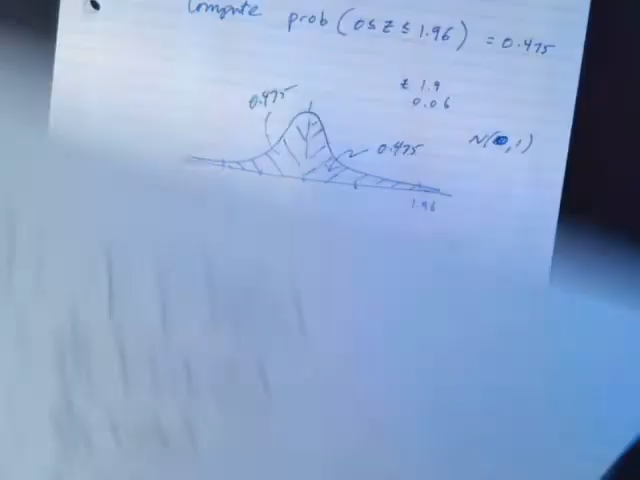 Compute prob (0 ≤ z ≤ 1.96) = 0.475
z 1.9
0.06
0.475
N(0,1)
0.475
1.96